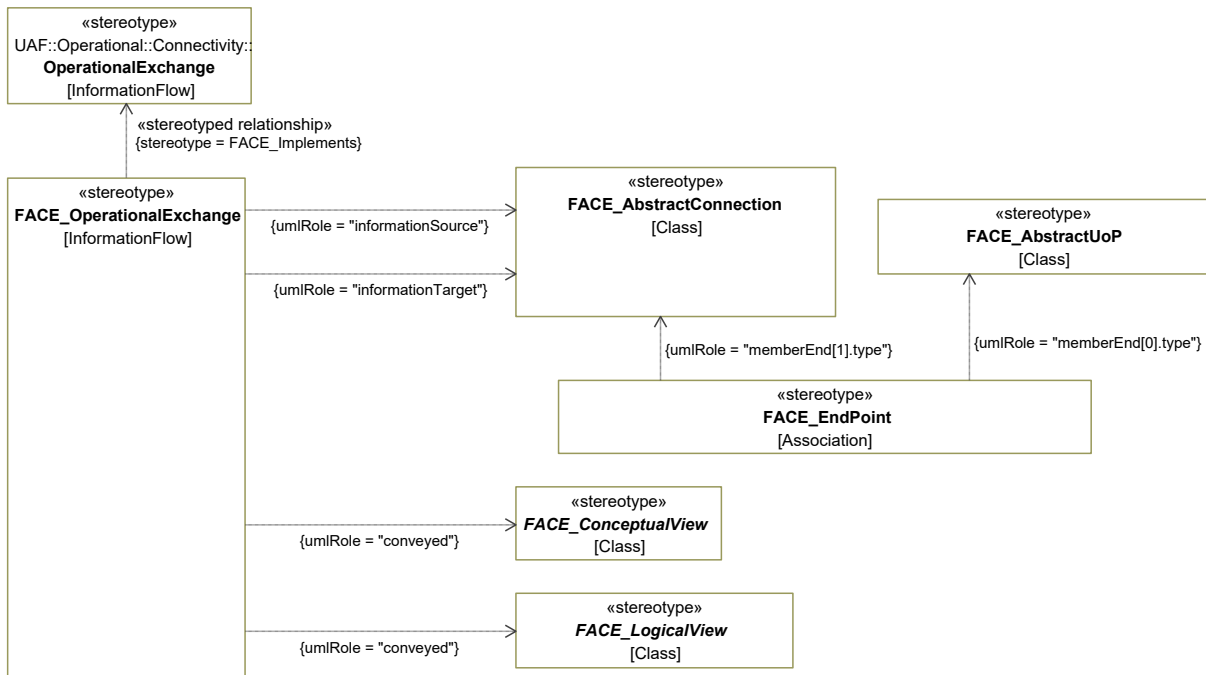 «stereotype»
UAF::Operational::Connectivity::
OperationalExchange
[InformationFlow]
«stereotyped relationship»
{stereotype = FACE_Implements}
«stereotype»
FACE_OperationalExchange
[InformationFlow]
{umlRole = "informationSource"}
{umlRole = "informationTarget"}
«stereotype»
FACE_AbstractConnection
[Class]
«stereotype»
FACE_AbstractUoP
[Class]
{umlRole = "memberEnd[1].type"}
{umlRole = "memberEnd[0].type"}
«stereotype»
FACE_EndPoint
[Association]
{umlRole = "conveyed"}
«stereotype»
FACE_ConceptualView
[Class]
{umlRole = "conveyed"}
«stereotype»
FACE_LogicalView
[Class]